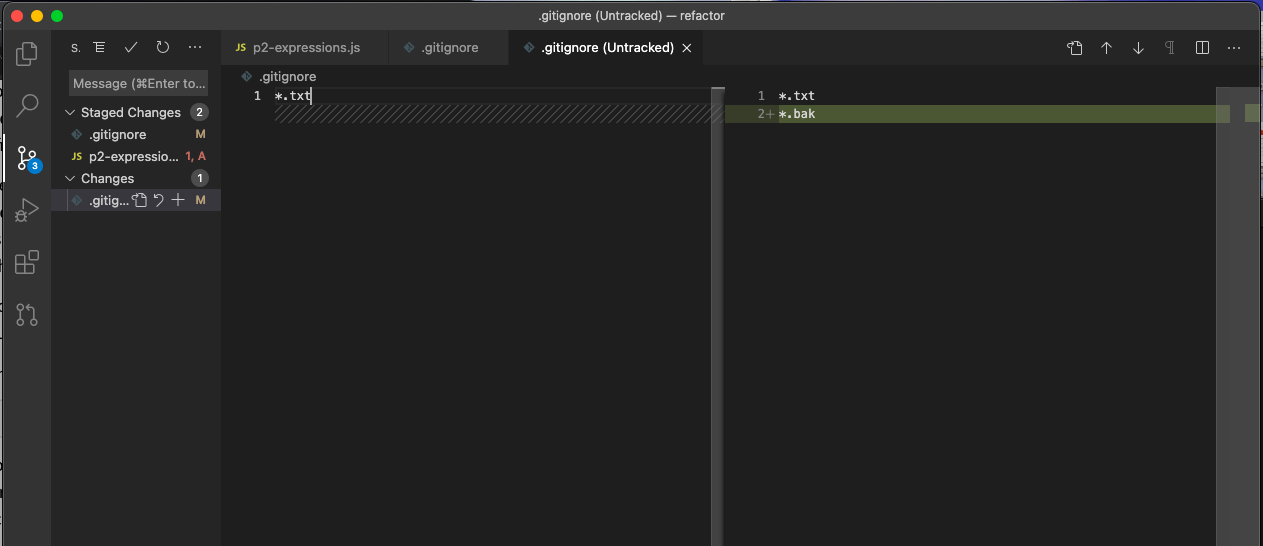 .gitignore (Untracked) — refactor
S.
JS p2-expressions.js
.gitignore
.gitignore (Untracked)
Message (⌘Enter to...
.gitignore
Staged Changes 2
.gitignore M
JS p2-expressio... 1, A
Changes 1
.gitig... M
3
1 *.txt
1 *.txt
2+ *.bak